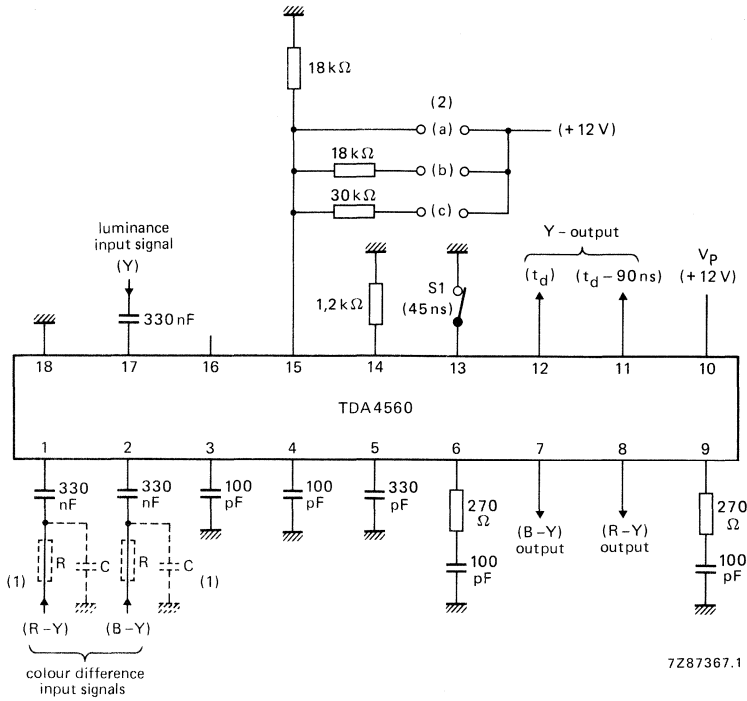 18 kΩ
(2)
(a)
(+12 V)
18 kΩ
(b)
30 kΩ
(c)
luminance
input signal
(Y)
330 nF
1,2 kΩ
S1
(45 ns)
Y – output
(td)
(td – 90 ns)
VP
(+12 V)
18
17
16
15
14
13
12
11
10
TDA4560
1
2
3
4
5
6
7
8
9
330
nF
330
nF
100
pF
100
pF
330
pF
270
Ω
100
pF
(B–Y)
output
(R–Y)
output
270
Ω
100
pF
(1)
R
C
R
C
(1)
(R–Y)
(B–Y)
colour difference
input signals
7Z87367.1